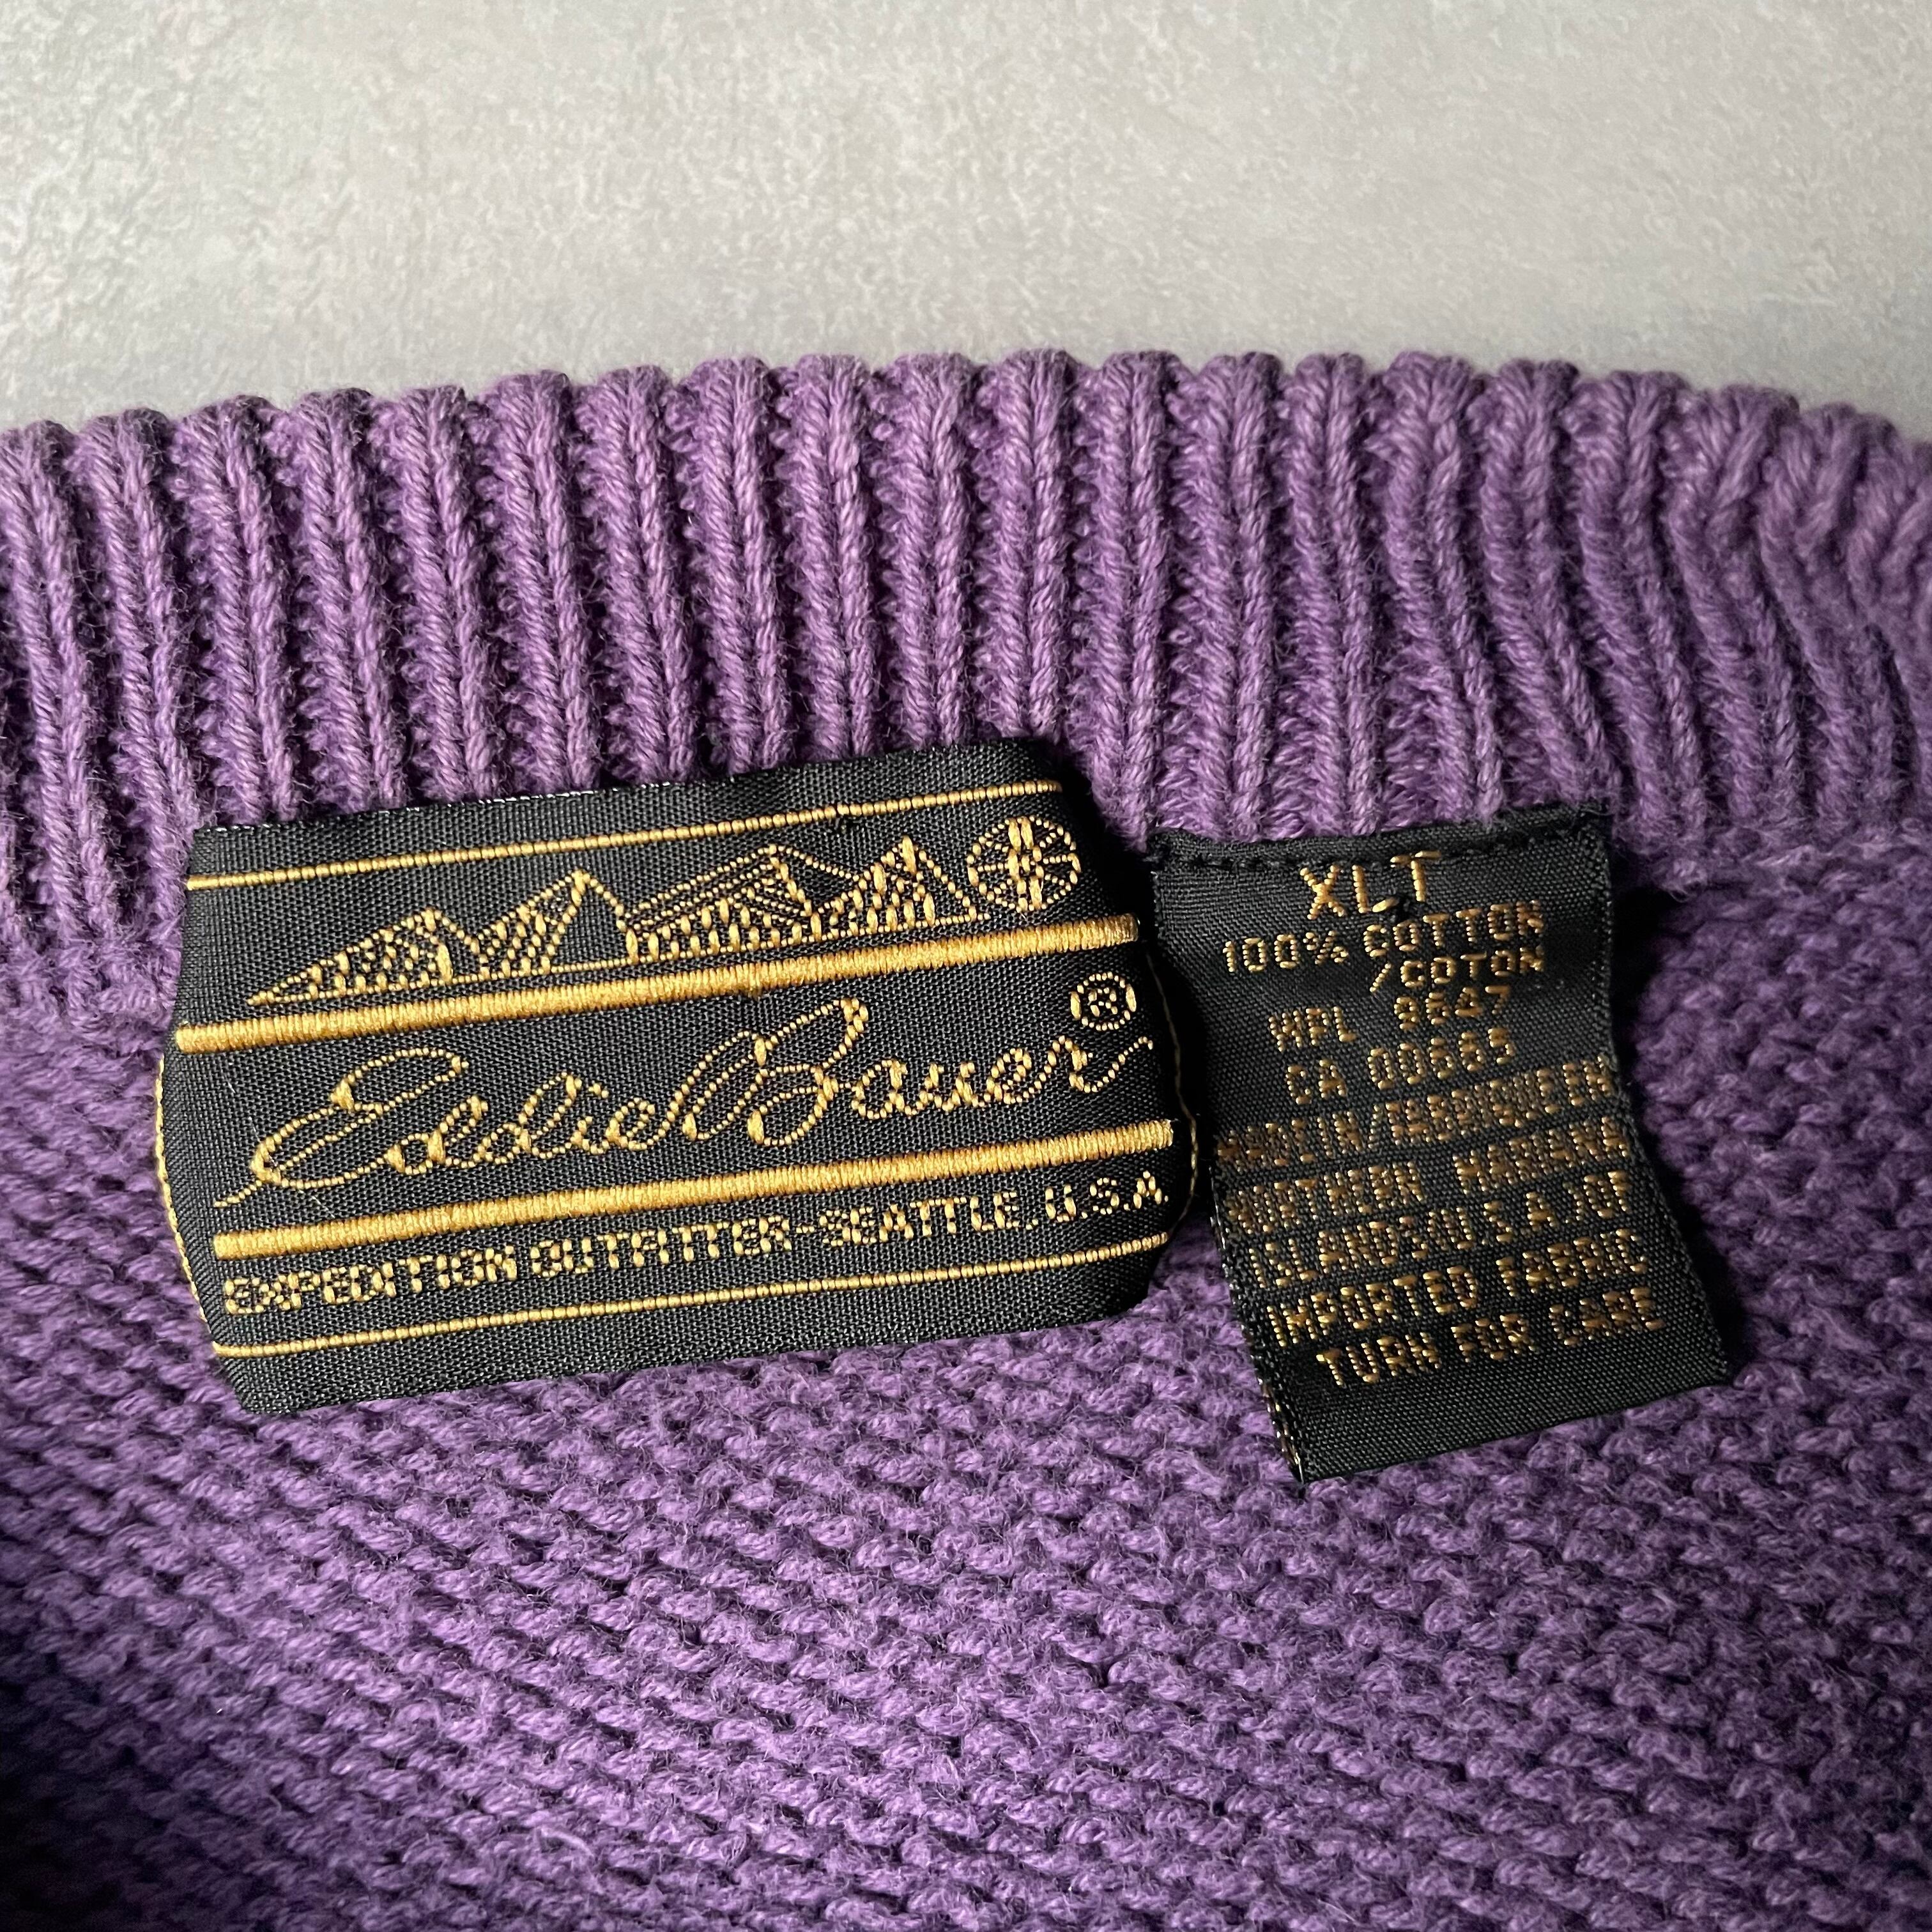 Eddie Bauer®
EXPEDITION OUTFITTER-SEATTLE, U.S.A
XLT
100% COTTON
/COTON
WPL 9647
CA 00665
MADE IN/FABRIQUE EN
NORTHERN MARIANA
ISLANDS(U.S.A.)OF
IMPORTED FABRIC
TURN FOR CARE